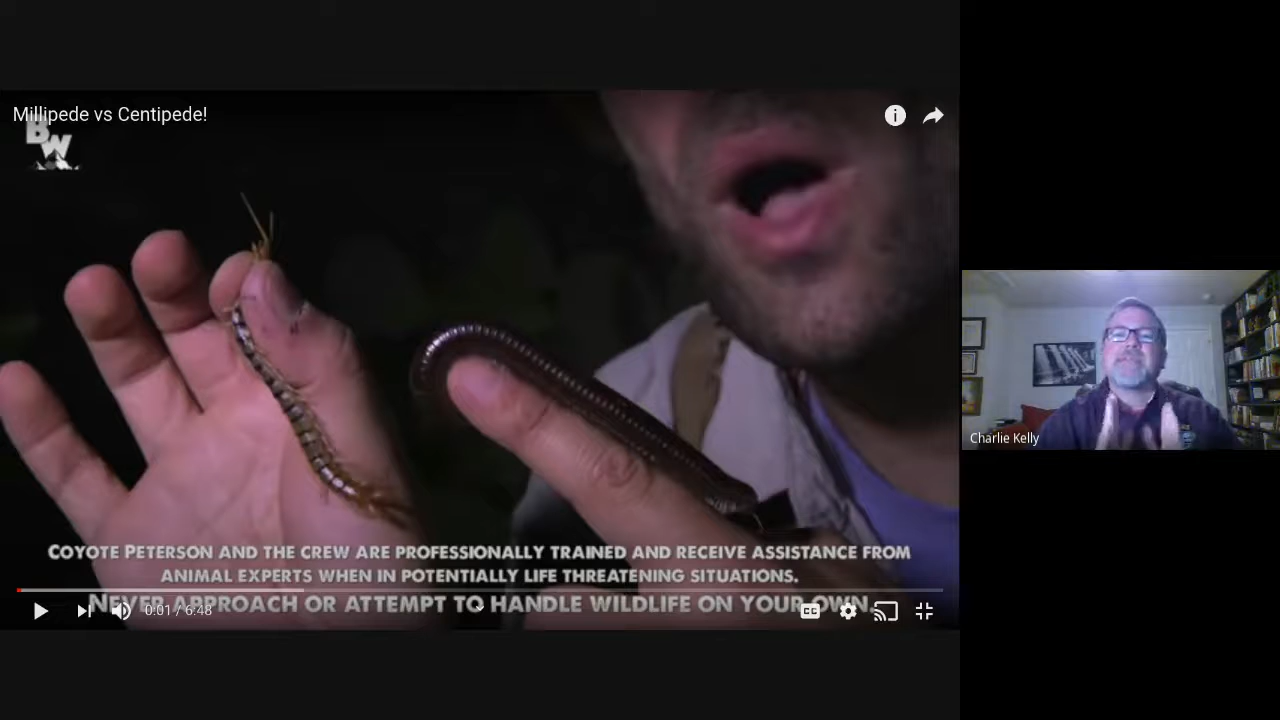 Millipede vs Centipede!
BW
COYOTE PETERSON AND THE CREW ARE PROFESSIONALLY TRAINED AND RECEIVE ASSISTANCE FROM
ANIMAL EXPERTS WHEN IN POTENTIALLY LIFE THREATENING SITUATIONS.
NEVER APPROACH OR ATTEMPT TO HANDLE WILDLIFE ON YOUR OWN.
0:01 / 6:48
CC
Charlie Kelly